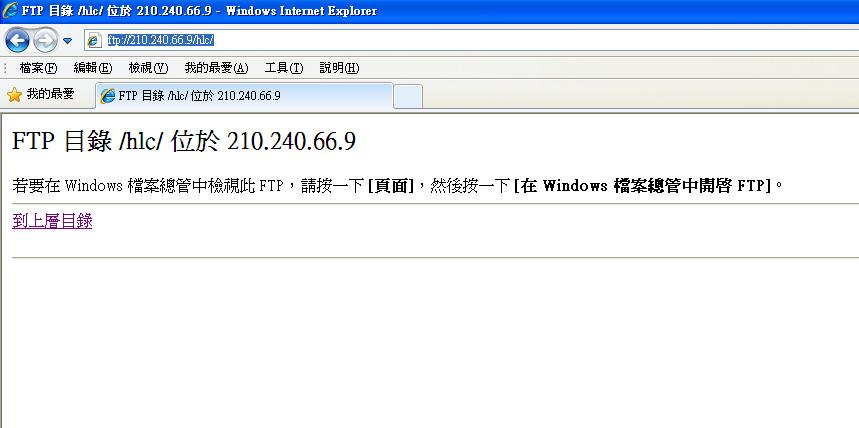 FTP 目錄 /hlc/ 位於 210.240.66.9 - Windows Internet Explorer
ftp://210.240.66.9/hlc/
檔案(F) 編輯(E) 檢視(V) 我的最愛(A) 工具(T) 說明(H)
我的最愛 FTP 目錄 /hlc/ 位於 210.240.66.9
FTP 目錄 /hlc/ 位於 210.240.66.9
若要在 Windows 檔案總管中檢視此 FTP，請按一下 [頁面]，然後按一下 [在 Windows 檔案總管中開啓 FTP]。
到上層目錄